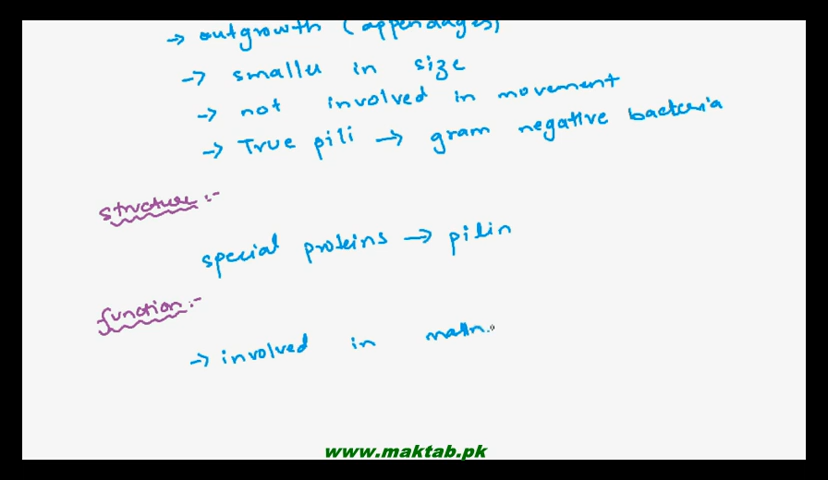 → outgrowth (appendages)
→ smaller in size
→ not involved in movement
→ True pili → gram negative bacteria
structure :-
special proteins → pilin
function :-
→ involved in
www.maktab.pk